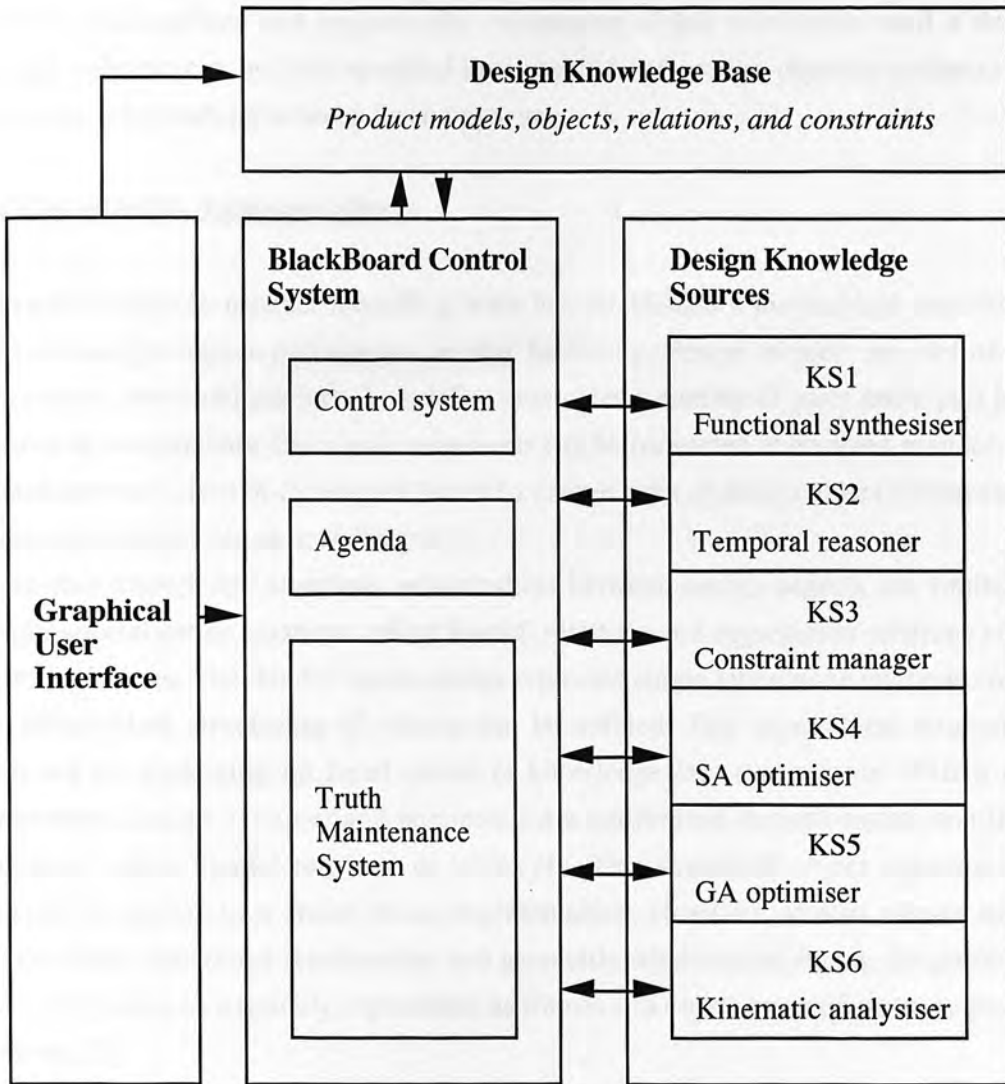 Design Knowledge Base
Product models, objects, relations, and constraints
Graphical
User
Interface
BlackBoard Control
System
Control system
Agenda
Truth
Maintenance
System
Design Knowledge
Sources
KS1
Functional synthesiser
KS2
Temporal reasoner
KS3
Constraint manager
KS4
SA optimiser
KS5
GA optimiser
KS6
Kinematic analysiser